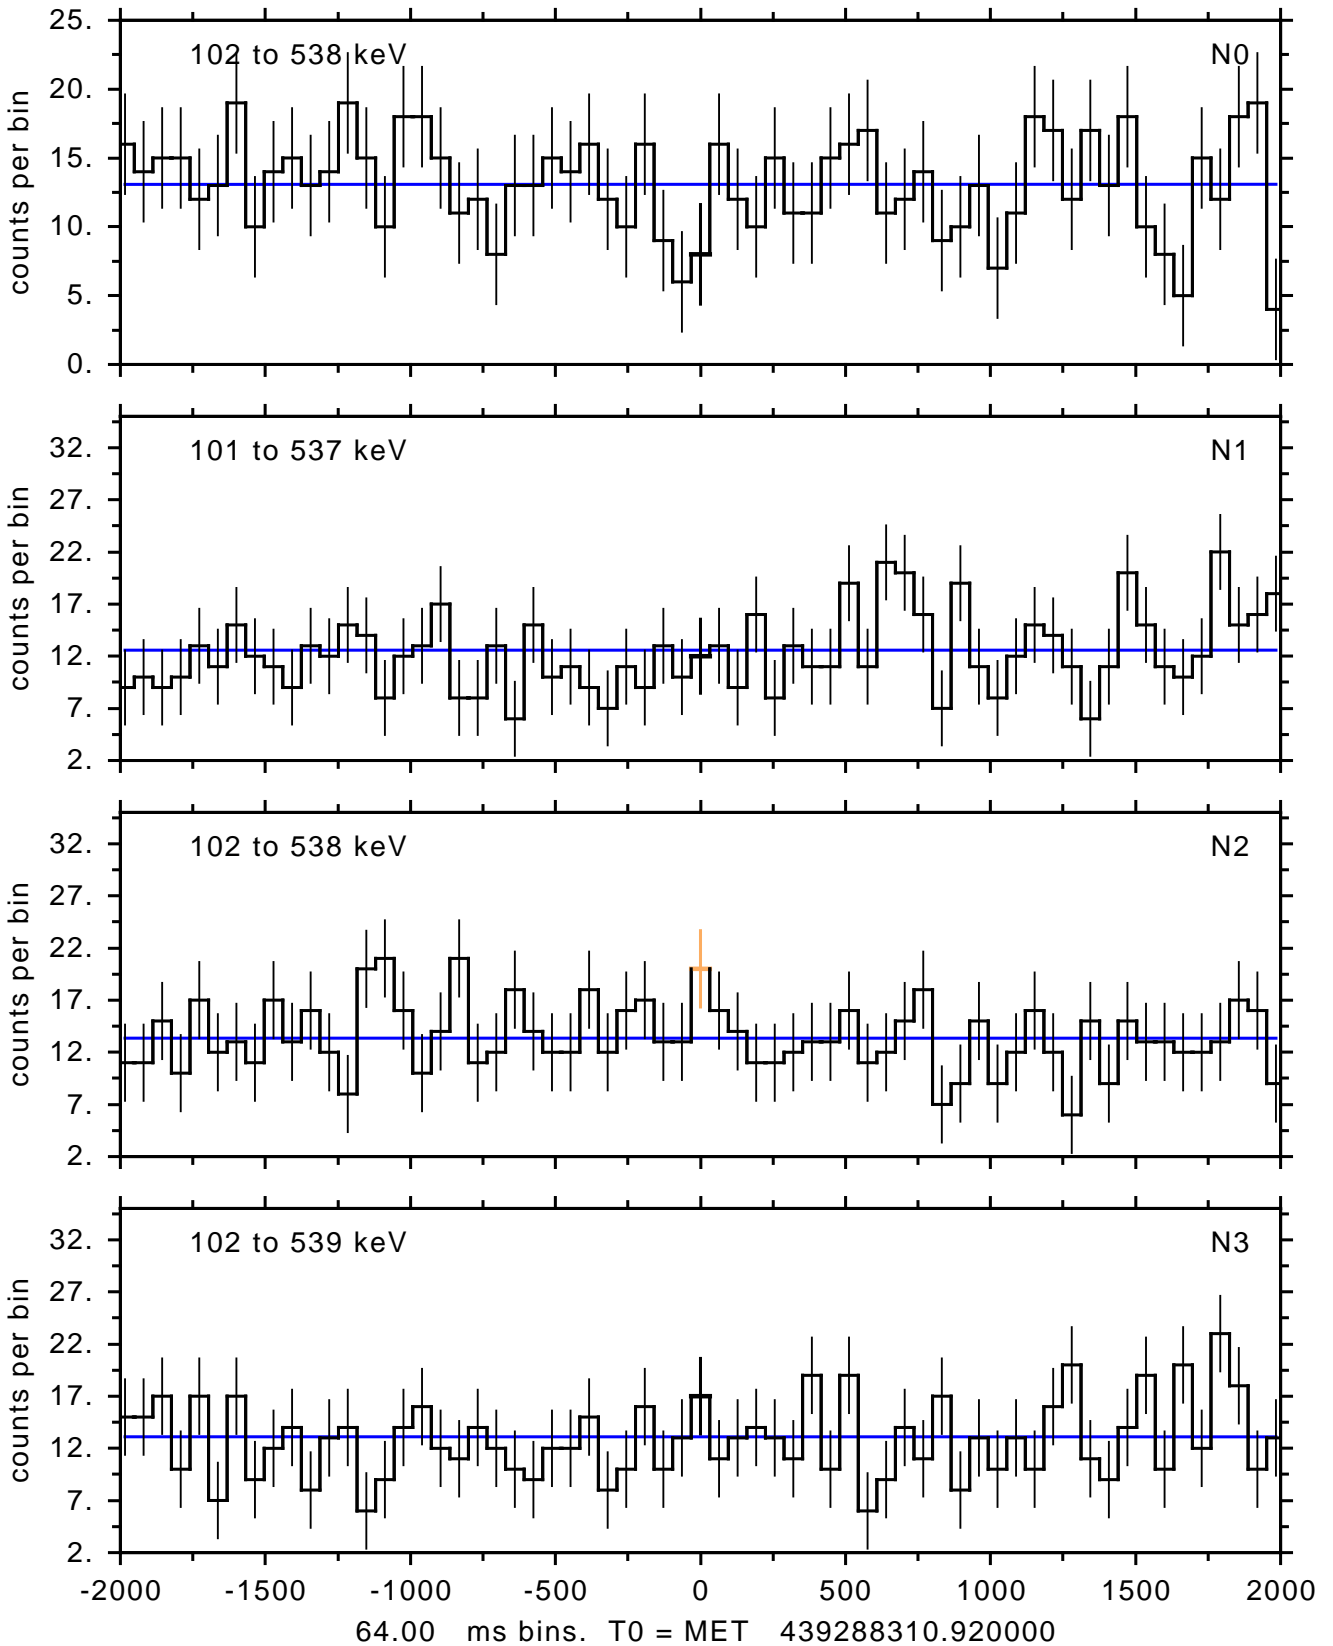 25.
102 to 538 keV N0
20.
15.
10.
5.
0.
counts per bin
101 to 537 keV N1
32.
27.
22.
17.
12.
7.
2.
counts per bin
102 to 538 keV N2
32.
27.
22.
17.
12.
7.
2.
counts per bin
102 to 539 keV N3
32.
27.
22.
17.
12.
7.
2.
counts per bin
-2000 -1500 -1000 -500 0 500 1000 1500 2000
64.00 ms bins. T0 = MET 439288310.920000